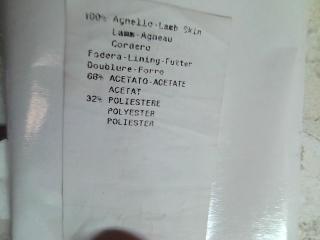 100% Agnello-Lamb Skin
Lamm-Agneau
Cordero
Fodera-Lining-Futter
Doublure-Forro
68% ACETATO-ACETATE
ACETAT
32% POLIESTERE
POLYESTER
POLIESTER